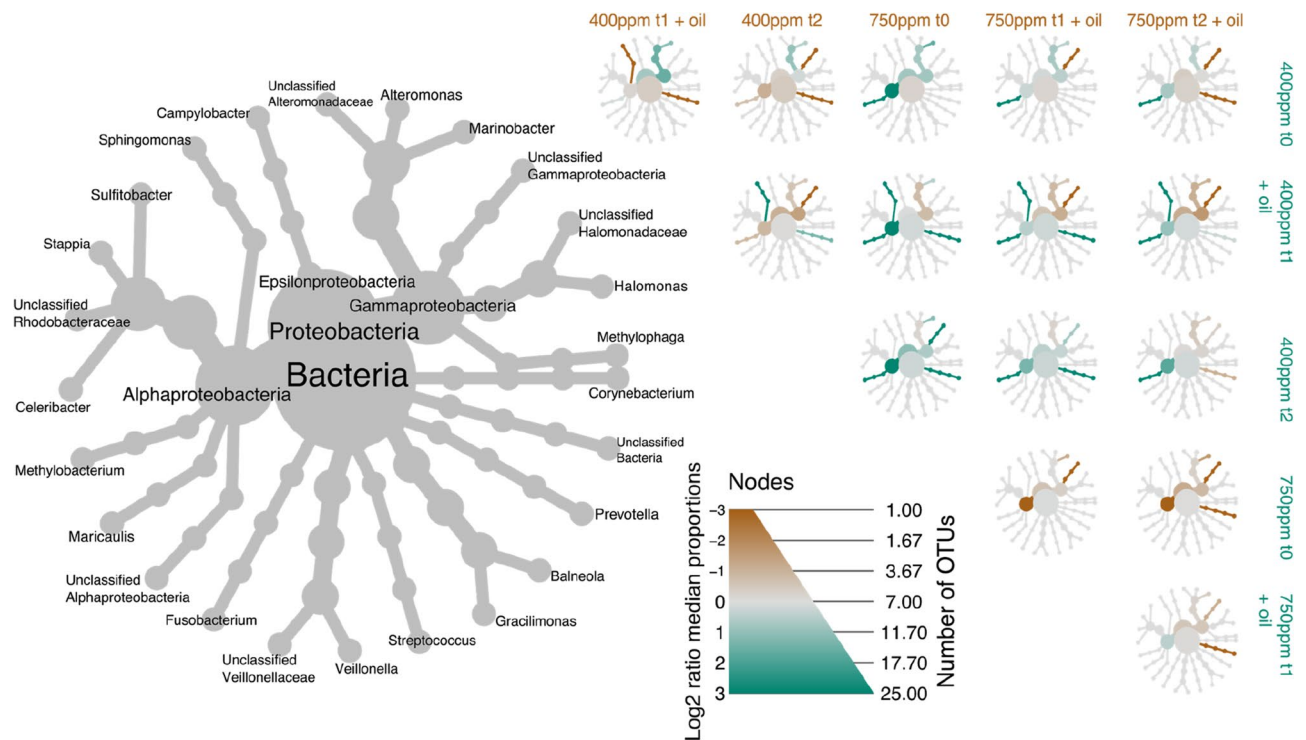 400ppm t1 + oil
400ppm t2
750ppm t0
750ppm t1 + oil
750ppm t2 + oil
400ppm t0
400ppm t1
+ oil
400ppm t2
750ppm t0
750ppm t1
+ oil
Unclassified
Alteromonadaceae
Alteromonas
Campylobacter
Marinobacter
Sphingomonas
Unclassified
Gammaproteobacteria
Sulfitobacter
Unclassified
Halomonadaceae
Stappia
Epsilonproteobacteria
Halomonas
Unclassified
Rhodobacteraceae
Gammaproteobacteria
Proteobacteria
Methylophaga
Bacteria
Alphaproteobacteria
Corynebacterium
Celeribacter
Unclassified
Bacteria
Methylobacterium
Prevotella
Maricaulis
Balneola
Unclassified
Alphaproteobacteria
Gracilimonas
Fusobacterium
Streptococcus
Unclassified
Veillonellaceae
Veillonella
Nodes
Log2 ratio median proportions
Number of OTUs
−3 1.00
−2 1.67
−1 3.67
0 7.00
1 11.70
2 17.70
3 25.00